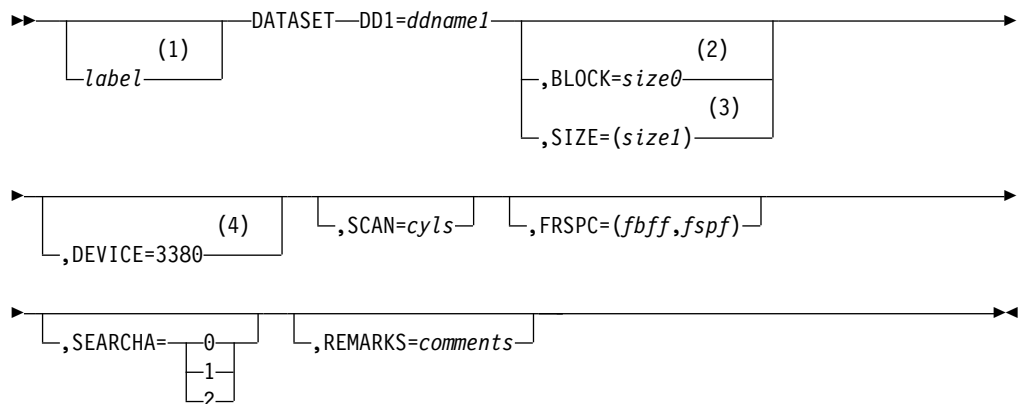 DATASET DD1=ddname1
(1) (2)
label ,BLOCK=size0
(3)
,SIZE=(size1)
(4) ,SCAN=cyls ,FRSPC=(fbff,fspf)
,DEVICE=3380
,SEARCHA= 0 ,REMARKS=comments
1
2